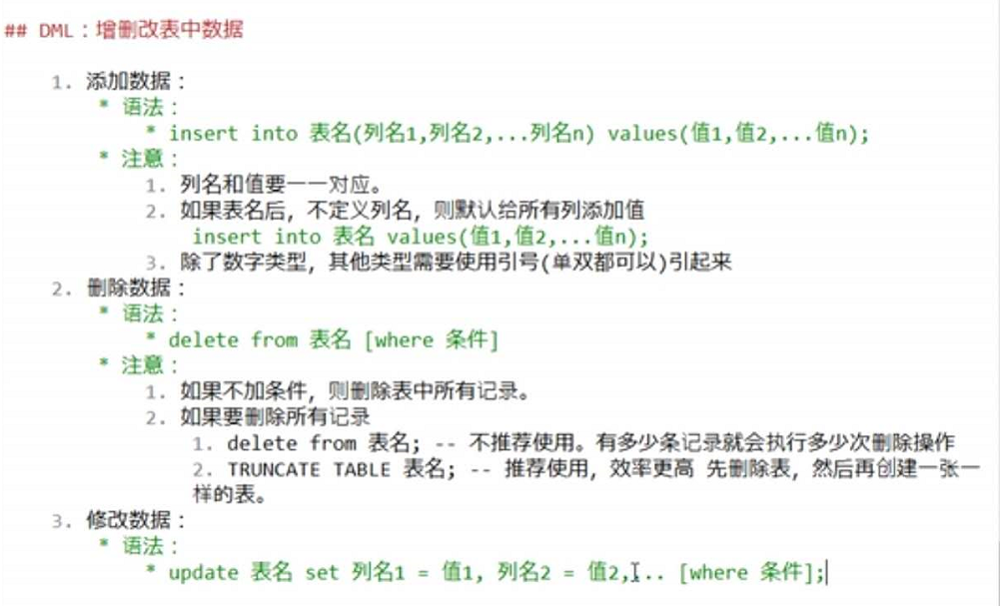 ## DML：增删改表中数据
1. 添加数据：
* 语法：
* insert into 表名(列名1,列名2,...列名n) values(值1,值2,...值n);
* 注意：
1. 列名和值要一一对应。
2. 如果表名后，不定义列名，则默认给所有列添加值
insert into 表名 values(值1,值2,...值n);
3. 除了数字类型，其他类型需要使用引号(单双都可以)引起来
2. 删除数据：
* 语法：
* delete from 表名 [where 条件]
* 注意：
1. 如果不加条件，则删除表中所有记录。
2. 如果要删除所有记录
1. delete from 表名; -- 不推荐使用。有多少条记录就会执行多少次删除操作
2. TRUNCATE TABLE 表名; -- 推荐使用，效率更高 先删除表，然后再创建一张一
样的表。
3. 修改数据：
* 语法：
* update 表名 set 列名1 = 值1, 列名2 = 值2,... [where 条件];